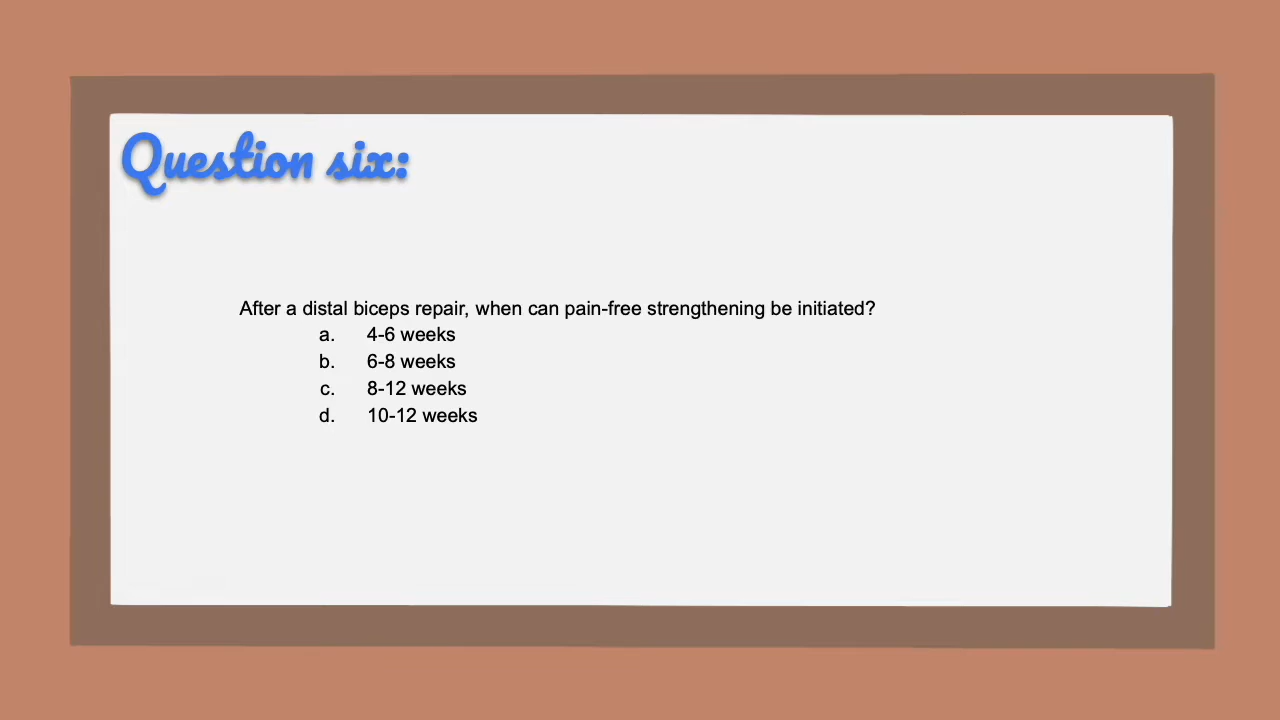 Question six:
After a distal biceps repair, when can pain-free strengthening be initiated?
a. 4-6 weeks
b. 6-8 weeks
c. 8-12 weeks
d. 10-12 weeks